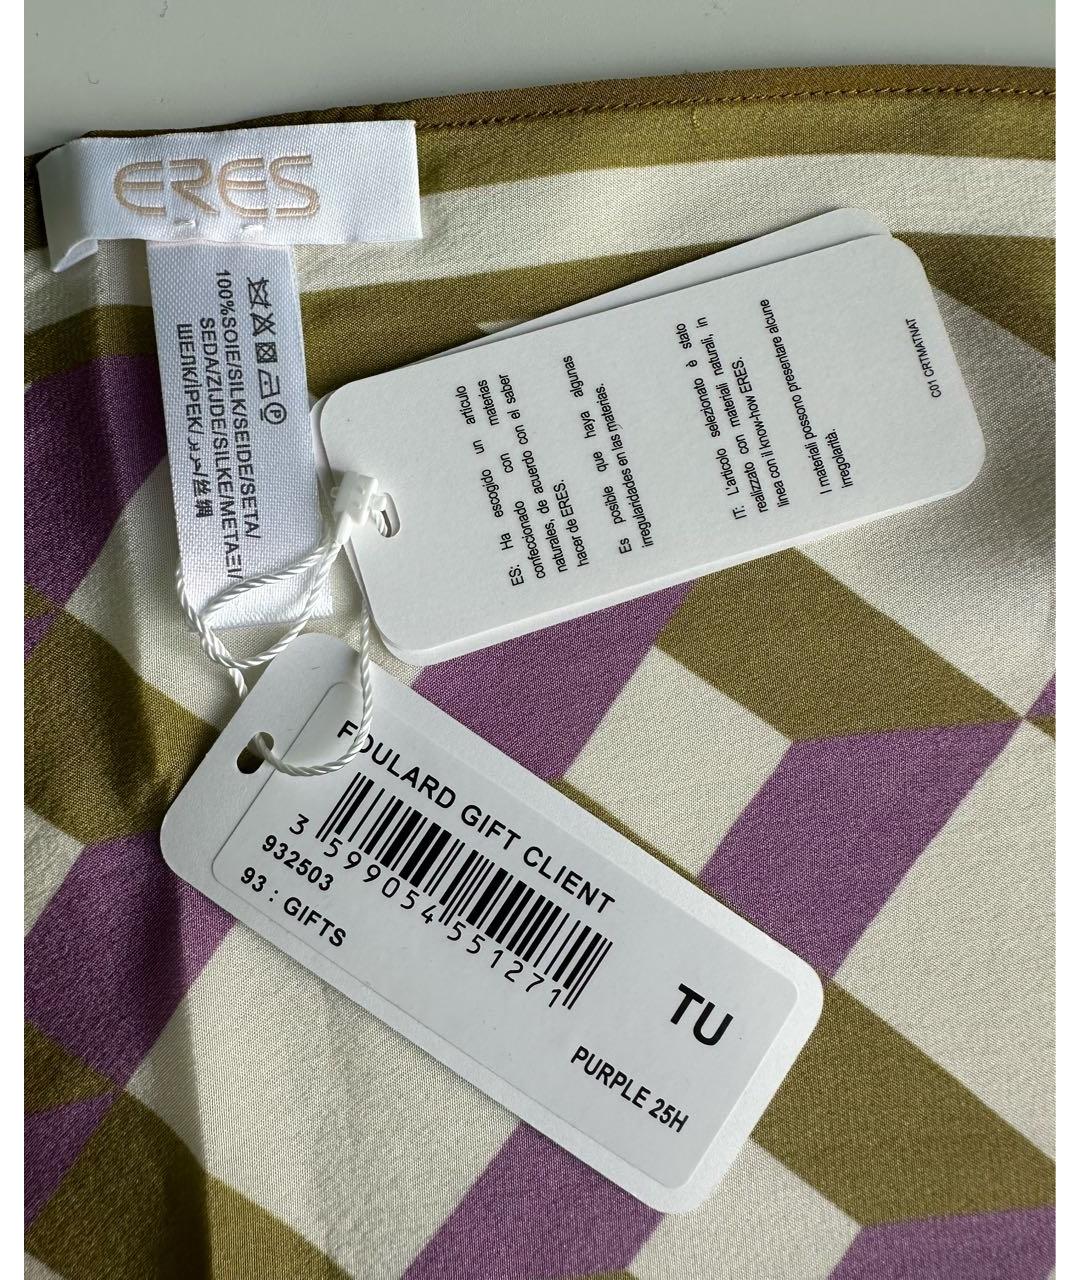 ERES
100%SOIE/SILK/SEIDE/SETA/
SEDA/ZIJDE/SILKE/ΜΕΤΑΞΙ/
ШЕЛК/İPEK/
ES: Ha escogido un artículo
confeccionado con materias
naturales, de acuerdo con el saber
hacer de ERES.
Es posible que haya algunas
irregularidades en las materias.
IT: L'articolo selezionato è stato
realizzato con materiali naturali, in
linea con il know-how ERES.
I materiali possono presentare alcune
irregolarità.
C01 CRTMATNAT
FOULARD GIFT CLIENT
3 599054 551271
932503
93 : GIFTS
TU
PURPLE 25H